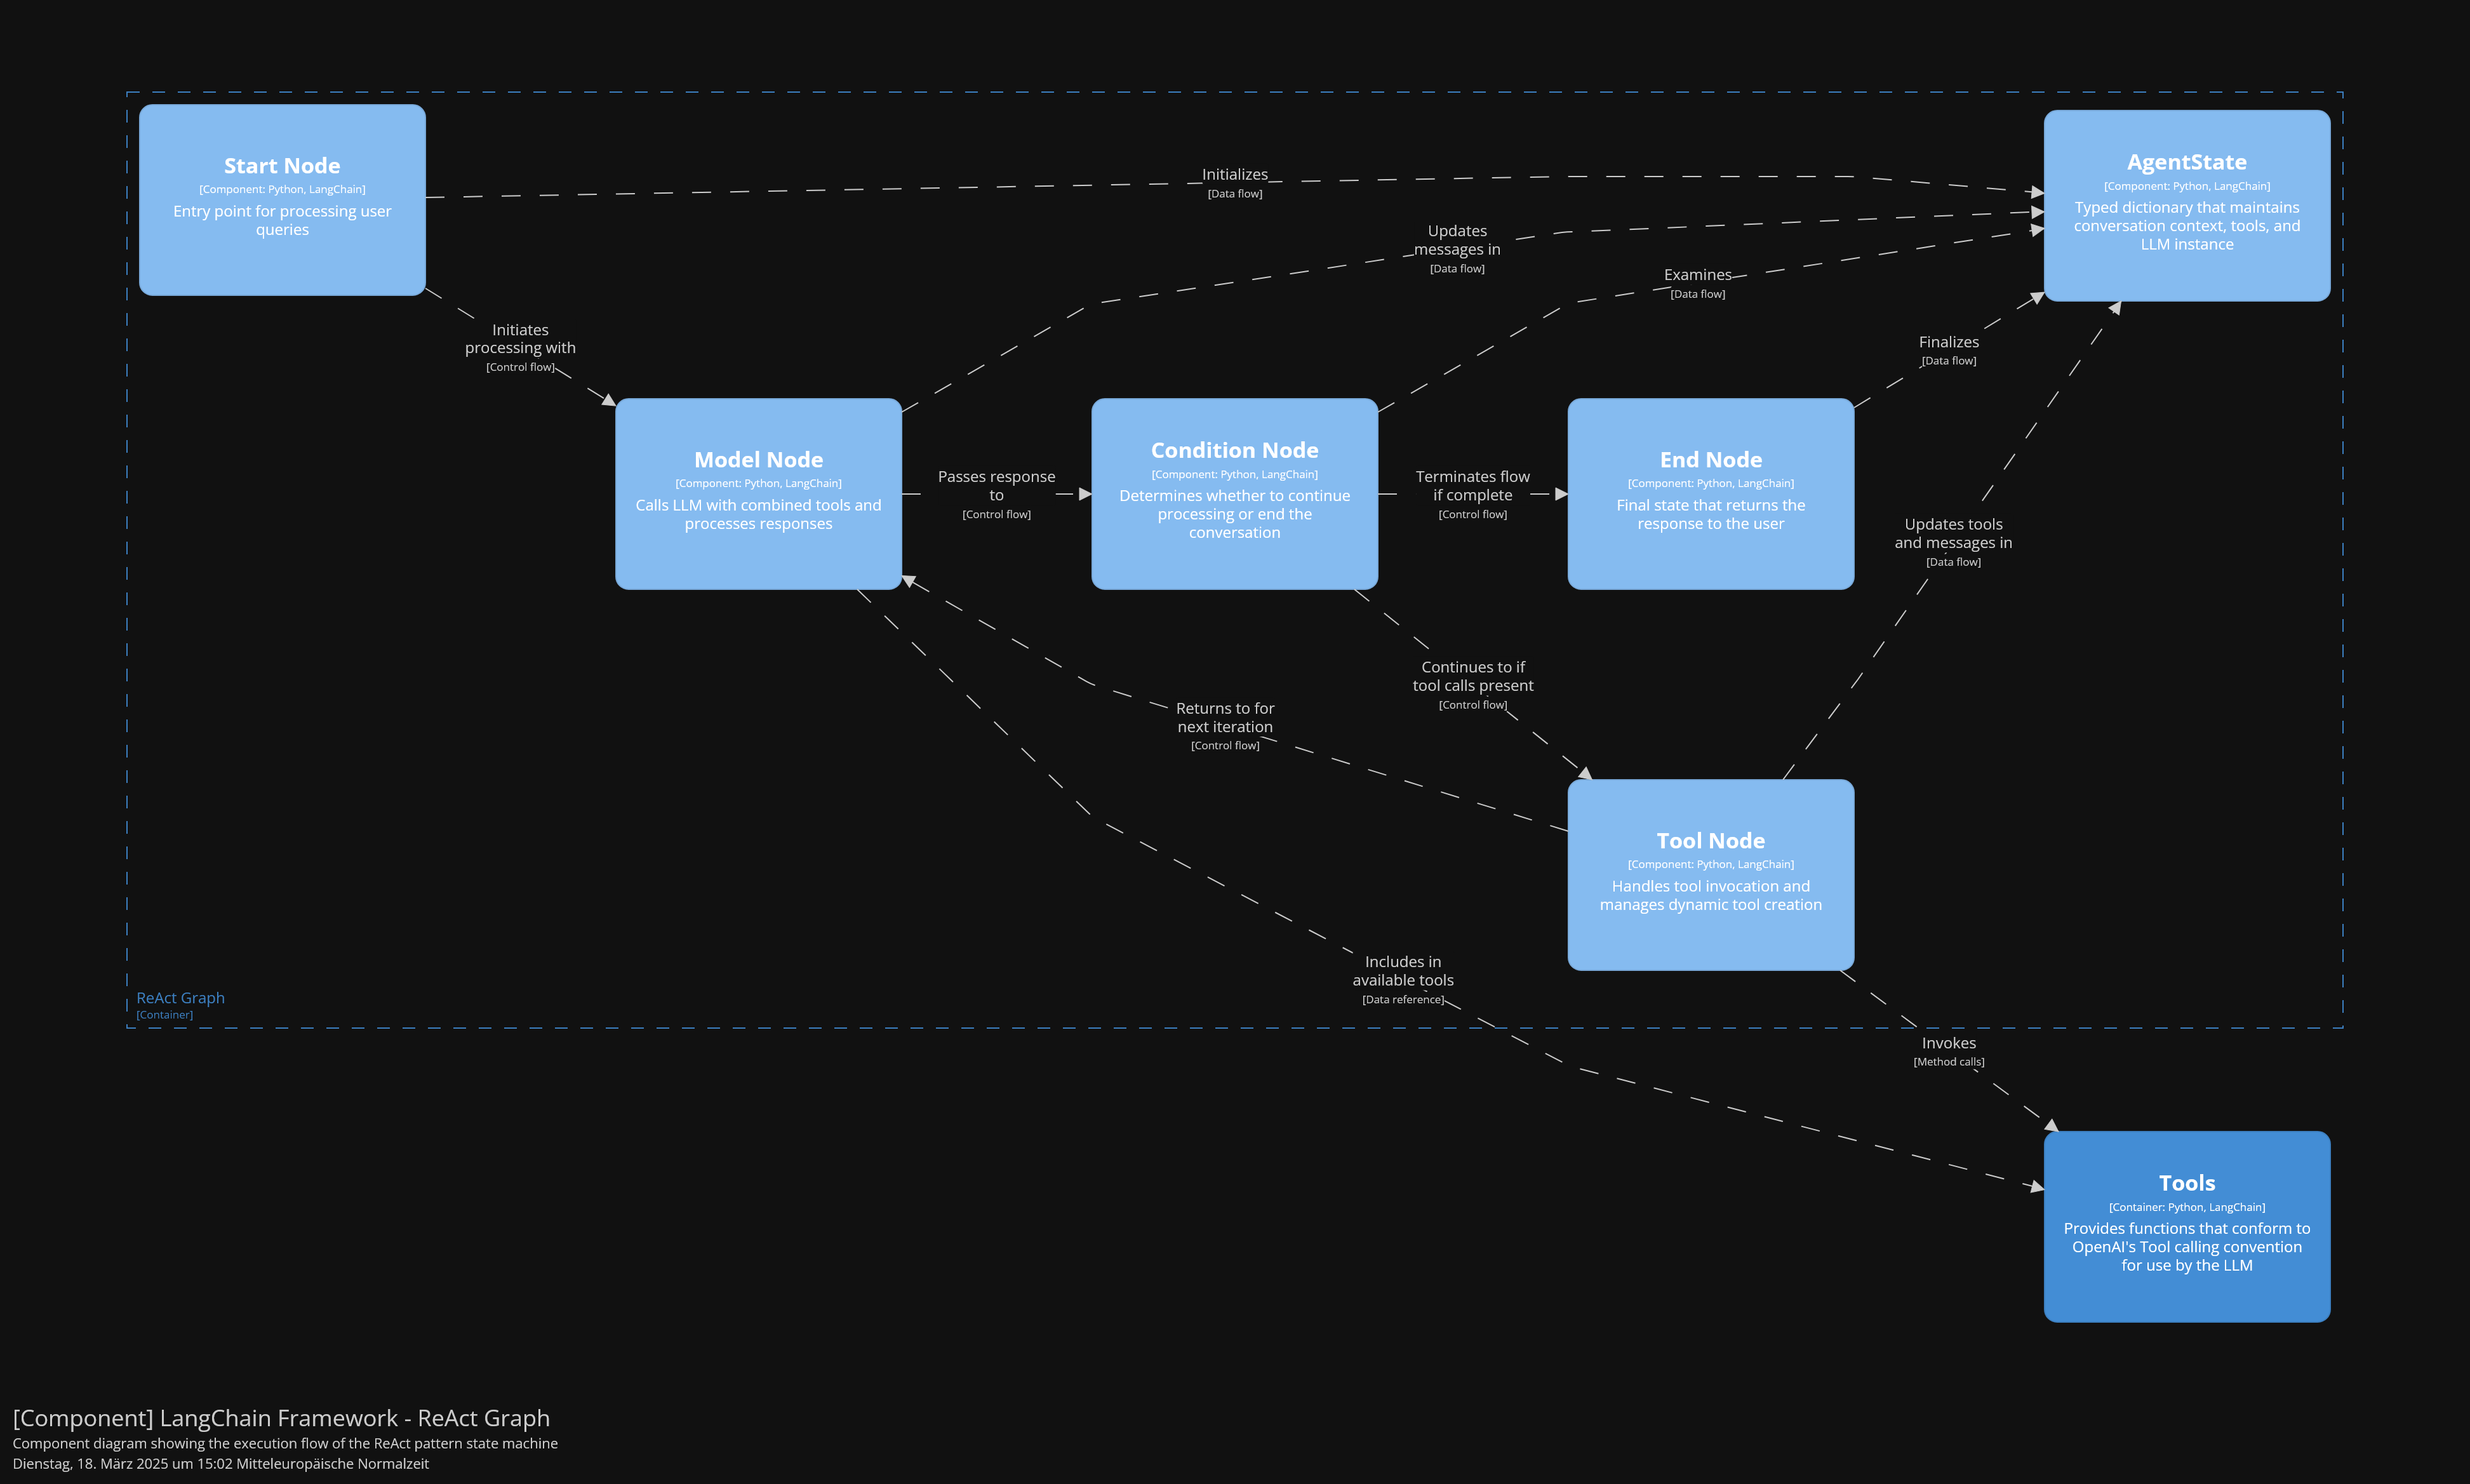 Start Node
[Component: Python, LangChain]
Entry point for processing user
queries
AgentState
[Component: Python, LangChain]
Typed dictionary that maintains
conversation context, tools, and
LLM instance
Initializes
[Data flow]
Updates
messages in
[Data flow]
Examines
[Data flow]
Initiates
processing with
[Control flow]
Finalizes
[Data flow]
Model Node
[Component: Python, LangChain]
Calls LLM with combined tools and
processes responses
Passes response
to
[Control flow]
Condition Node
[Component: Python, LangChain]
Determines whether to continue
processing or end the
conversation
Terminates flow
if complete
[Control flow]
End Node
[Component: Python, LangChain]
Final state that returns the
response to the user
Updates tools
and messages in
[Data flow]
Continues to if
tool calls present
[Control flow]
Returns to for
next iteration
[Control flow]
Tool Node
[Component: Python, LangChain]
Handles tool invocation and
manages dynamic tool creation
Includes in
available tools
[Data reference]
ReAct Graph
[Container]
Invokes
[Method calls]
Tools
[Container: Python, LangChain]
Provides functions that conform to
OpenAI's Tool calling convention
for use by the LLM
[Component] LangChain Framework - ReAct Graph
Component diagram showing the execution flow of the ReAct pattern state machine
Dienstag, 18. März 2025 um 15:02 Mitteleuropäische Normalzeit